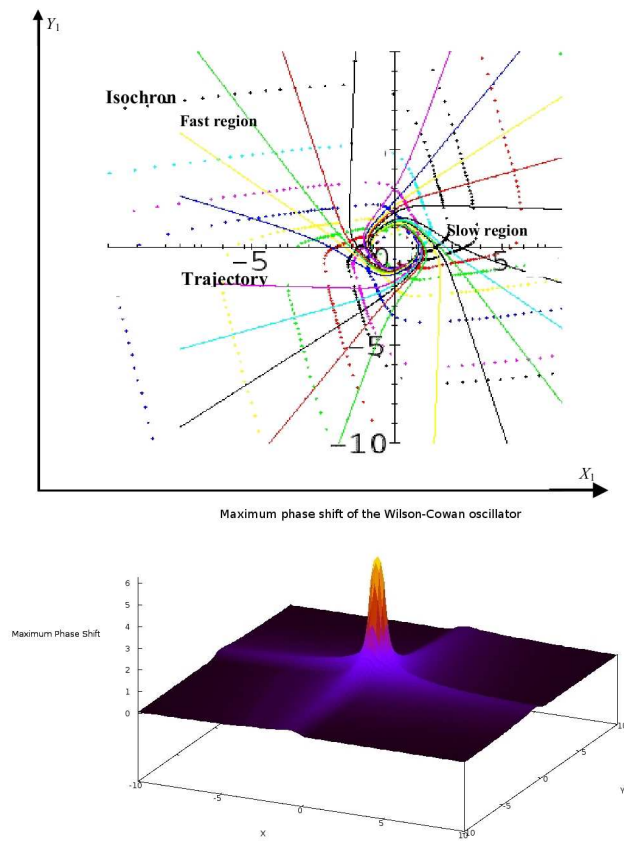 Y1
Isochron
Fast region
Slow region
-5
0
5
Trajectory
-5
-10
X1
Maximum phase shift of the Wilson-Cowan oscillator
6
5
4
3
2
1
0
Maximum Phase Shift
10
5
0
-5
-10
Y
-10
-5
0
5
10
X